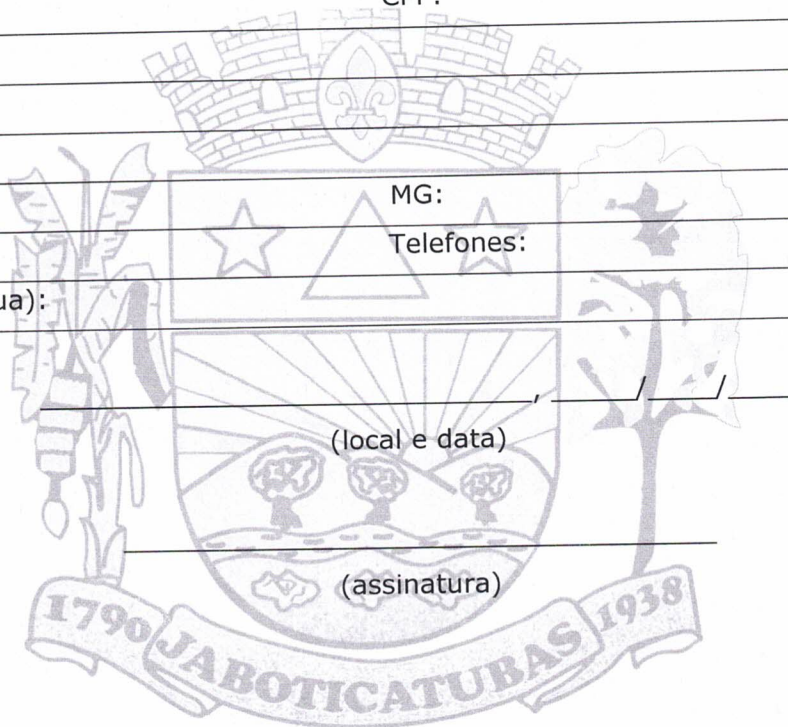 CPF:
MG:
Telefones:
ua):
, / /
(local e data)
(assinatura)
1790 JABOTICATUBAS 1938